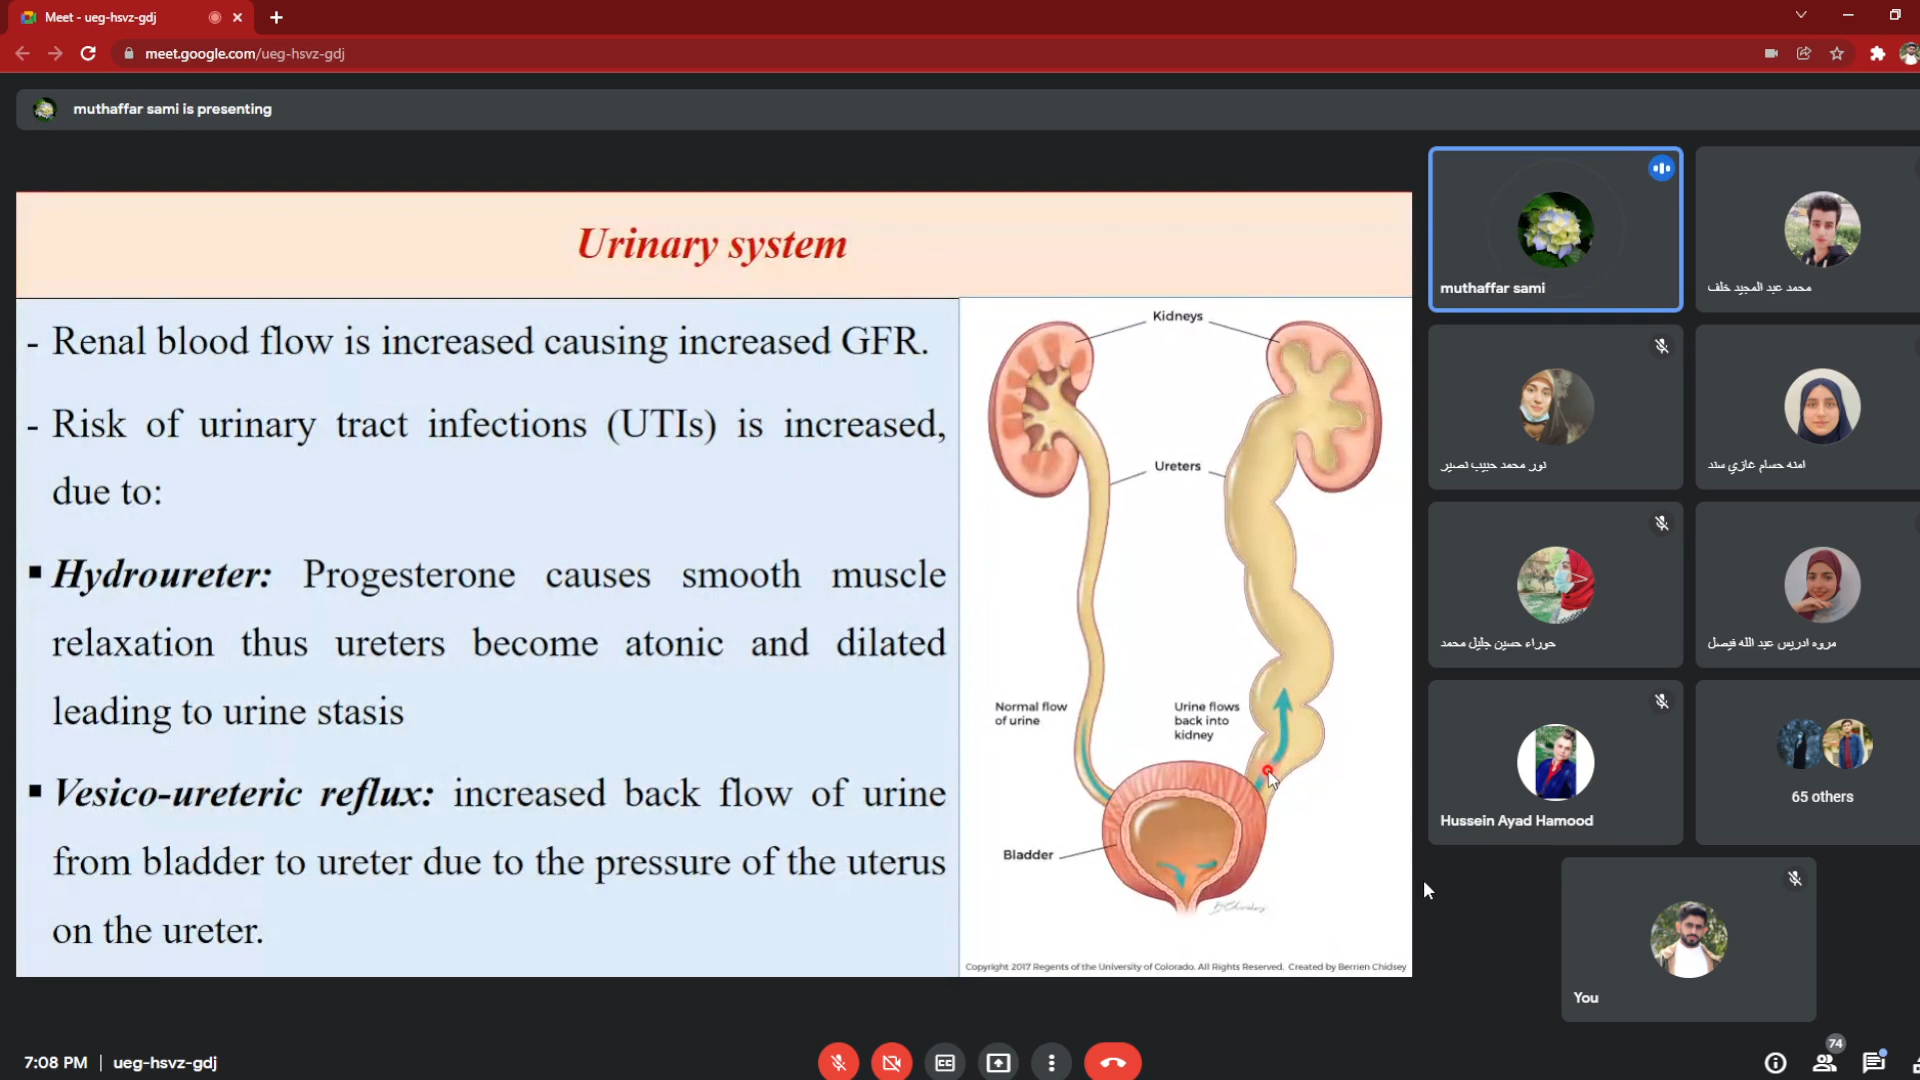 Meet - ueg-hsvz-gdj
meet.google.com/ueg-hsvz-gdj
muthaffar sami is presenting
Urinary system
- Renal blood flow is increased causing increased GFR.
- Risk of urinary tract infections (UTIs) is increased,
due to:
▪ Hydroureter: Progesterone causes smooth muscle
relaxation thus ureters become atonic and dilated
leading to urine stasis
▪ Vesico-ureteric reflux: increased back flow of urine
from bladder to ureter due to the pressure of the uterus
on the ureter.
Kidneys
Ureters
Normal flow
of urine
Urine flows
back into
kidney
Bladder
Copyright 2017 Regents of the University of Colorado. All Rights Reserved. Created by Berrien Chidsey
muthaffar sami
محمد عبد المجيد خلف
نور محمد حبيب نصير
امنه حسام غازي سند
حوراء حسين جليل محمد
مروه ادريس عبد الله فيصل
Hussein Ayad Hamood
65 others
You
7:08 PM | ueg-hsvz-gdj
CC
74